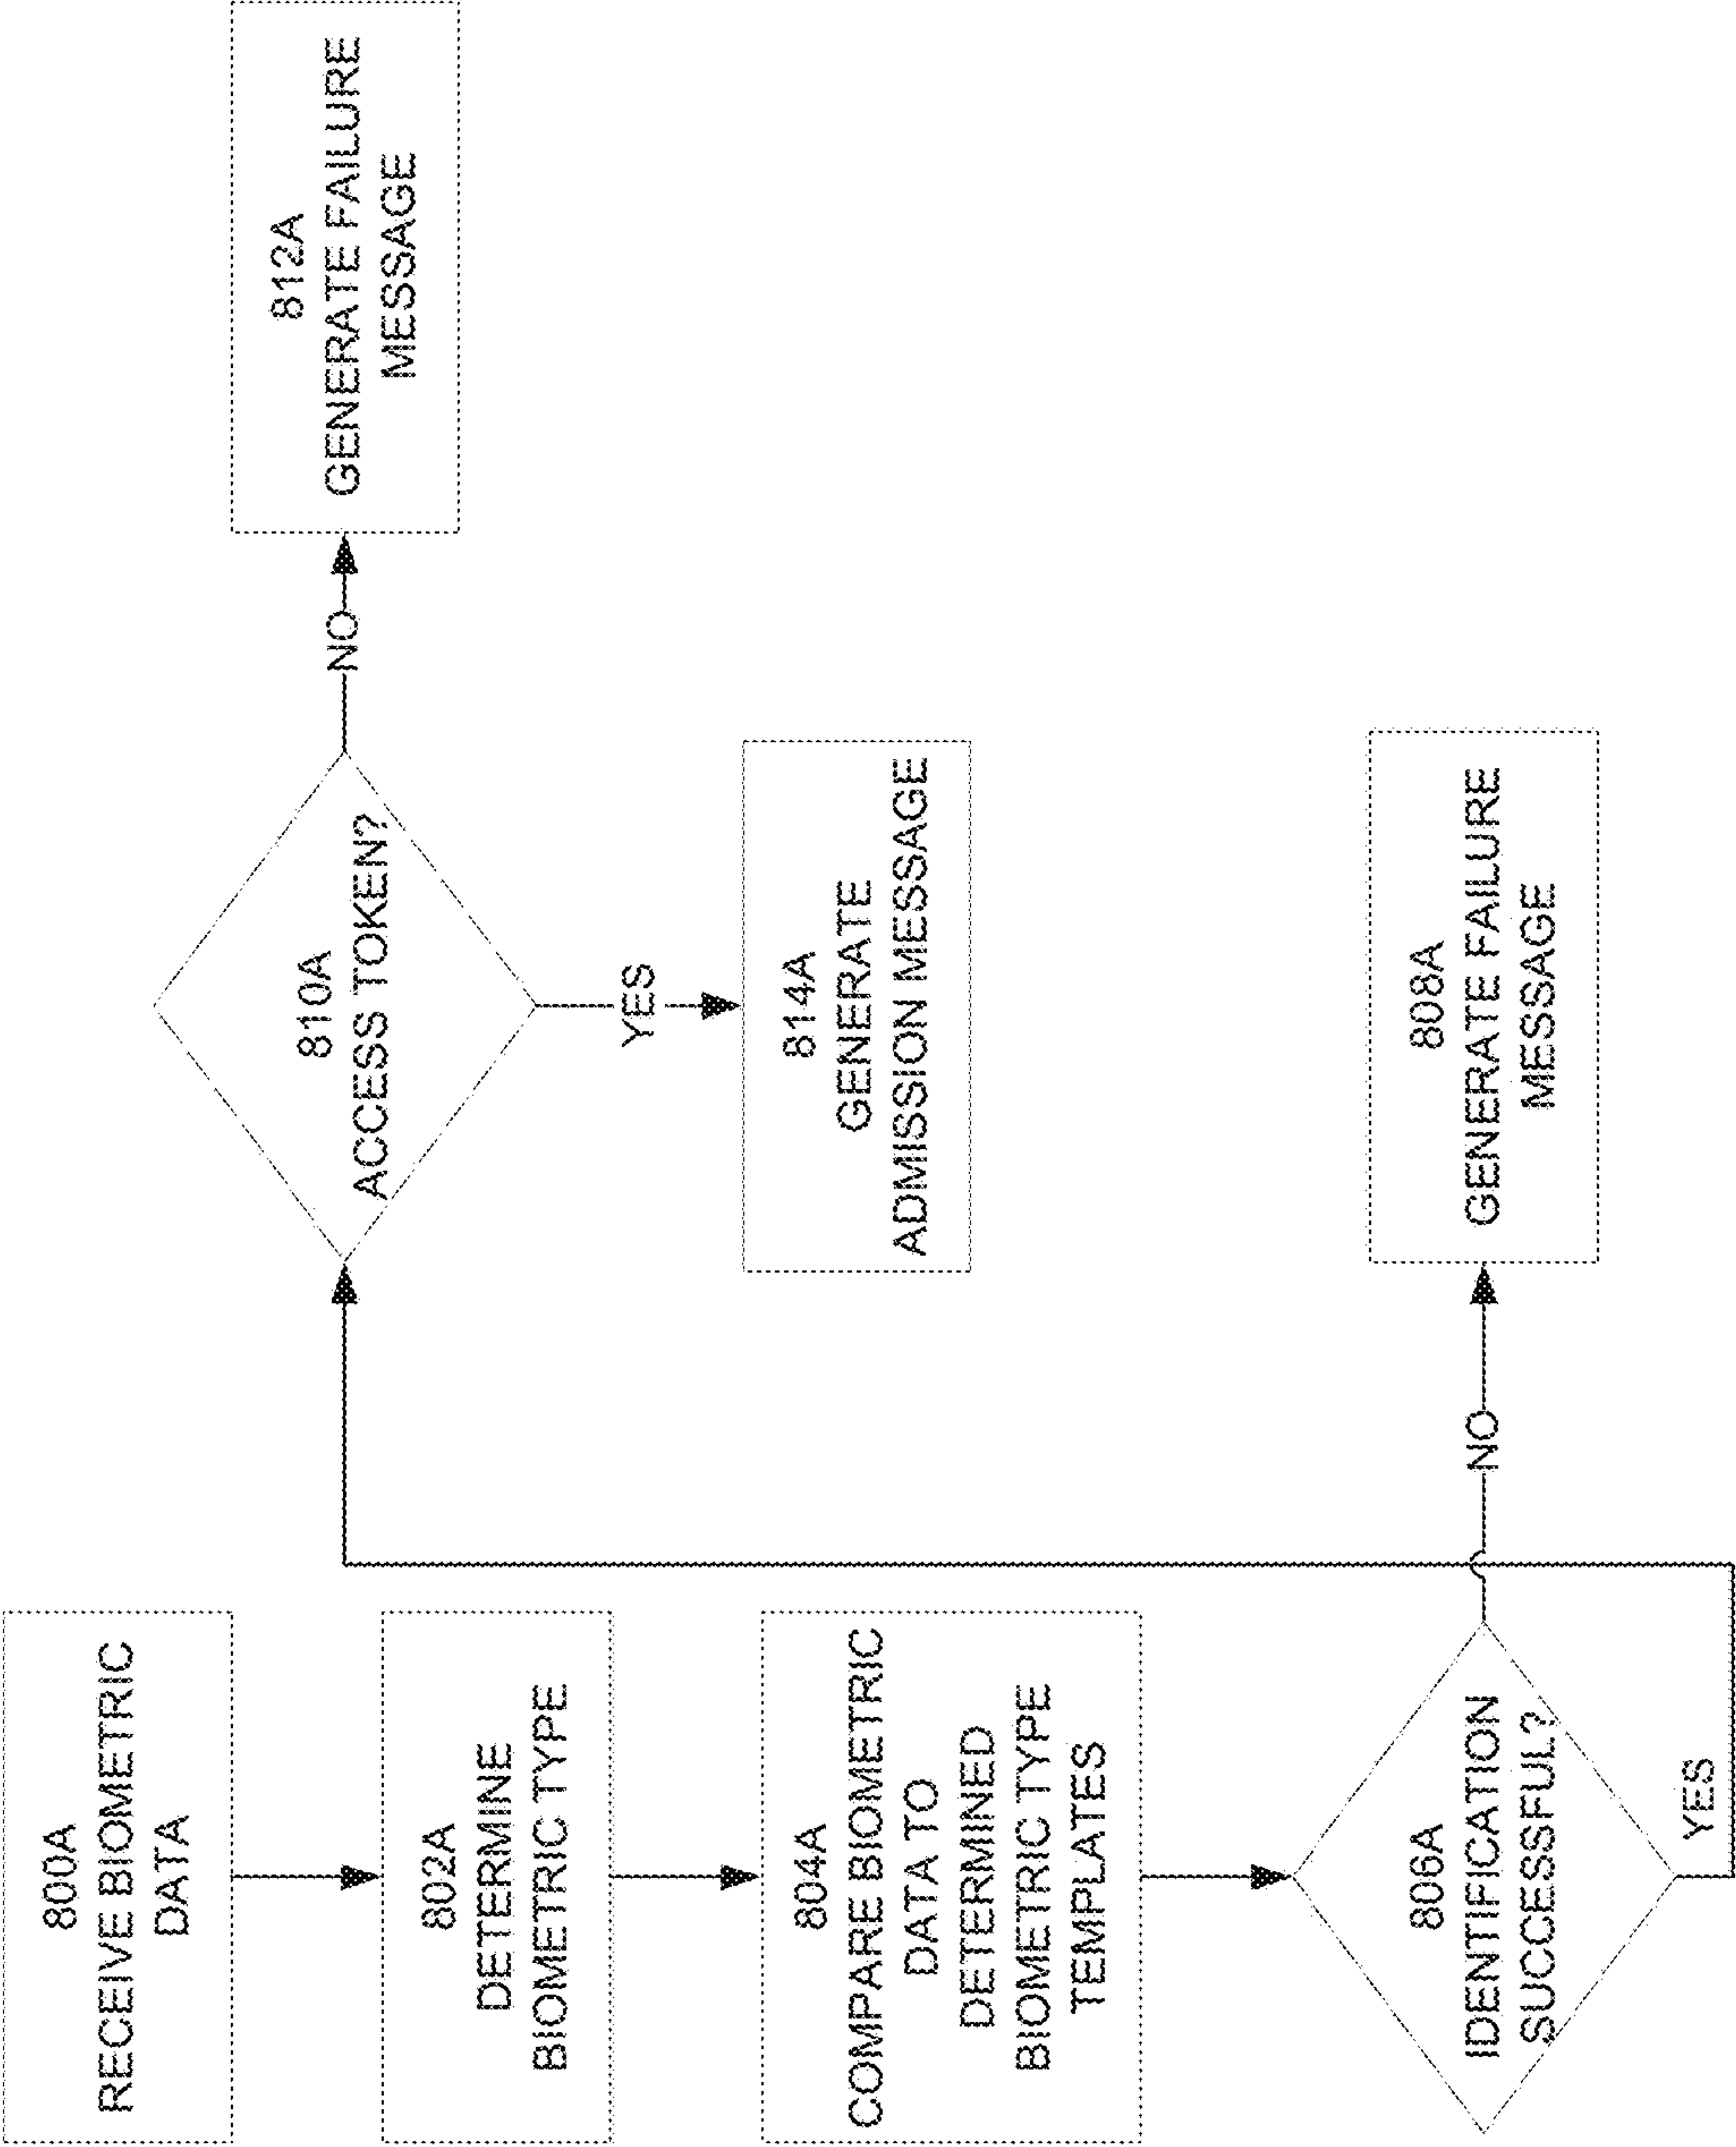 800A
RECEIVE BIOMETRIC
DATA
802A
DETERMINE
BIOMETRIC TYPE
804A
COMPARE BIOMETRIC
DATA TO
DETERMINED
BIOMETRIC TYPE
TEMPLATES
806A
IDENTIFICATION
SUCCESSFUL?
YES
NO
808A
GENERATE FAILURE
MESSAGE
810A
ACCESS TOKEN?
YES
814A
GENERATE
ADMISSION MESSAGE
NO
812A
GENERATE FAILURE
MESSAGE